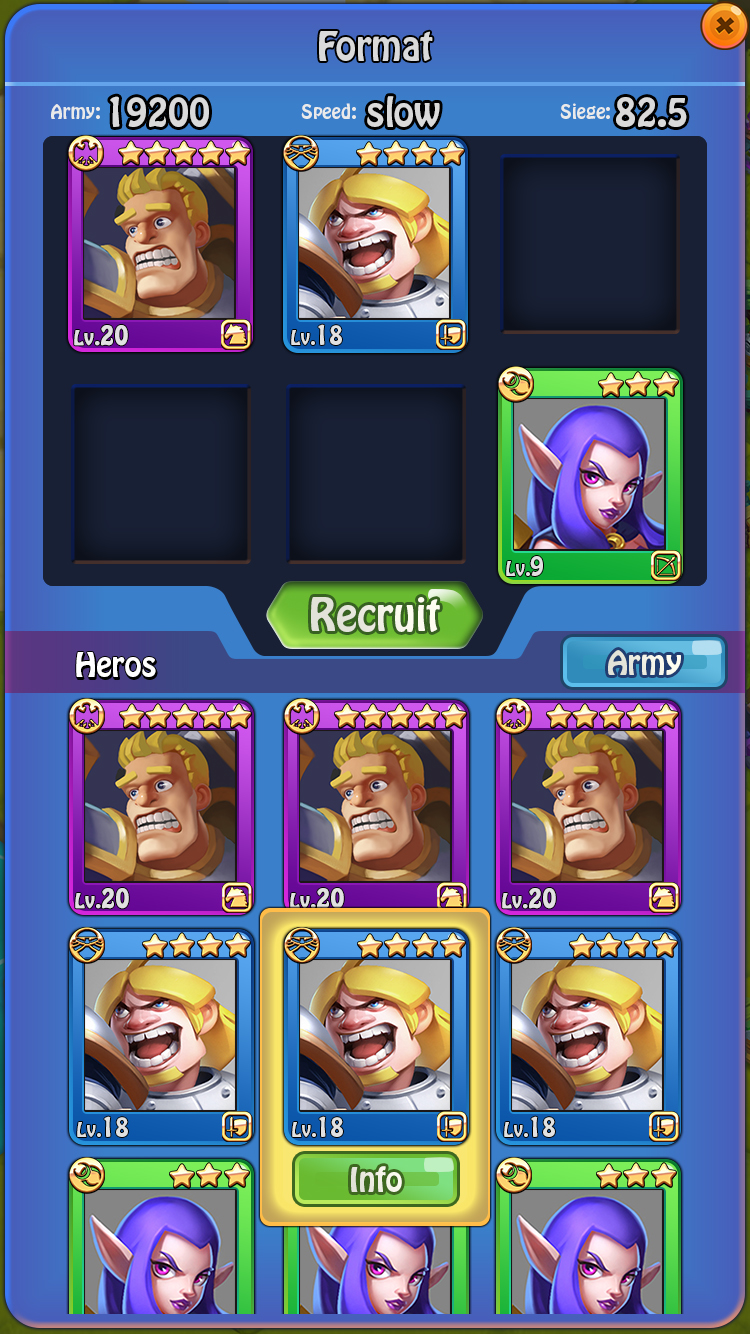 Format
Army: 19200 Speed: slow Siege: 82.5
Lv.20 Lv.18
Lv.9
Recruit
Heros Army
Lv.20 Lv.20 Lv.20
Lv.18 Lv.18 Lv.18
Info